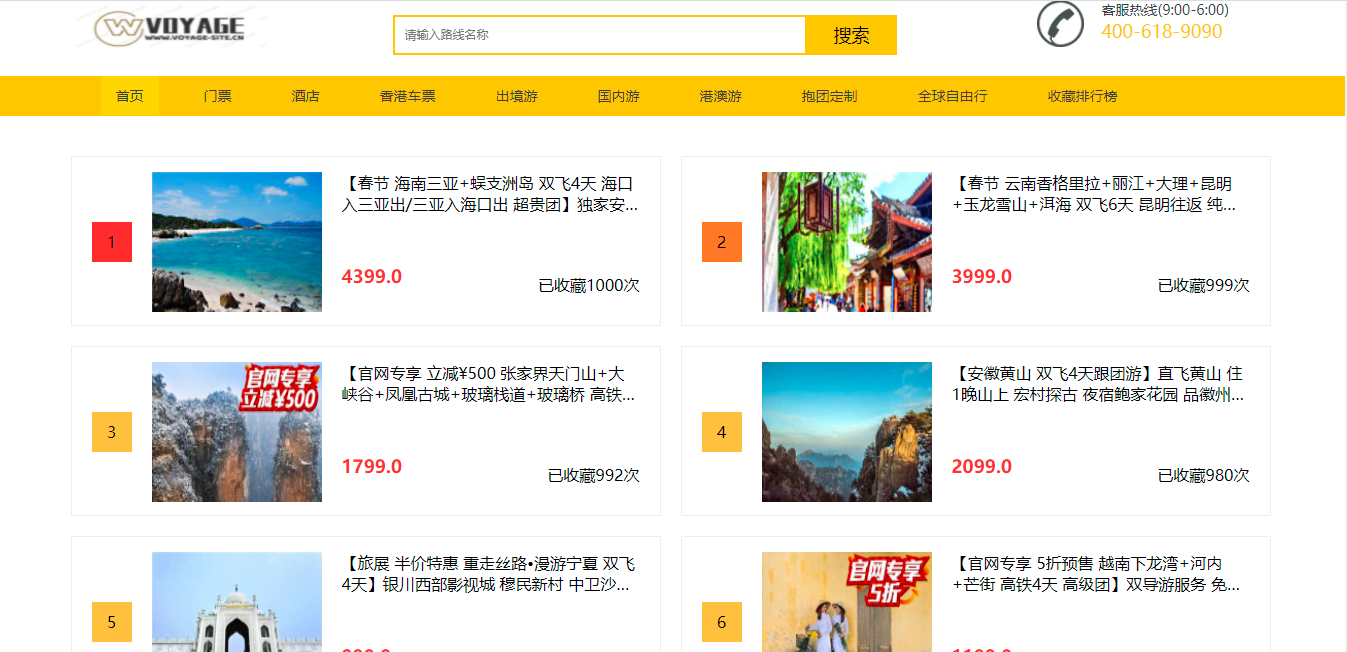 VOYAGE
WWW.VOYAGE-SITE.CN
请输入路线名称
搜索
客服热线(9:00-6:00)
400-618-9090
首页 门票 酒店 香港车票 出境游 国内游 港澳游 抱团定制 全球自由行 收藏排行榜
1
【春节 海南三亚+蜈支洲岛 双飞4天 海口
入三亚出/三亚入海口出 超贵团】独家安...
4399.0
已收藏1000次
2
【春节 云南香格里拉+丽江+大理+昆明
+玉龙雪山+洱海 双飞6天 昆明往返 纯...
3999.0
已收藏999次
3
官网专享
立减¥500
【官网专享 立减¥500 张家界天门山+大
峡谷+凤凰古城+玻璃栈道+玻璃桥 高铁...
1799.0
已收藏992次
4
【安徽黄山 双飞4天跟团游】直飞黄山 住
1晚山上 宏村探古 夜宿鲍家花园 品徽州...
2099.0
已收藏980次
5
【旅展 半价特惠 重走丝路•漫游宁夏 双飞
4天】银川西部影视城 穆民新村 中卫沙...
6
官网专享
5折
【官网专享 5折预售 越南下龙湾+河内
+芒街 高铁4天 高级团】双导游服务 免...